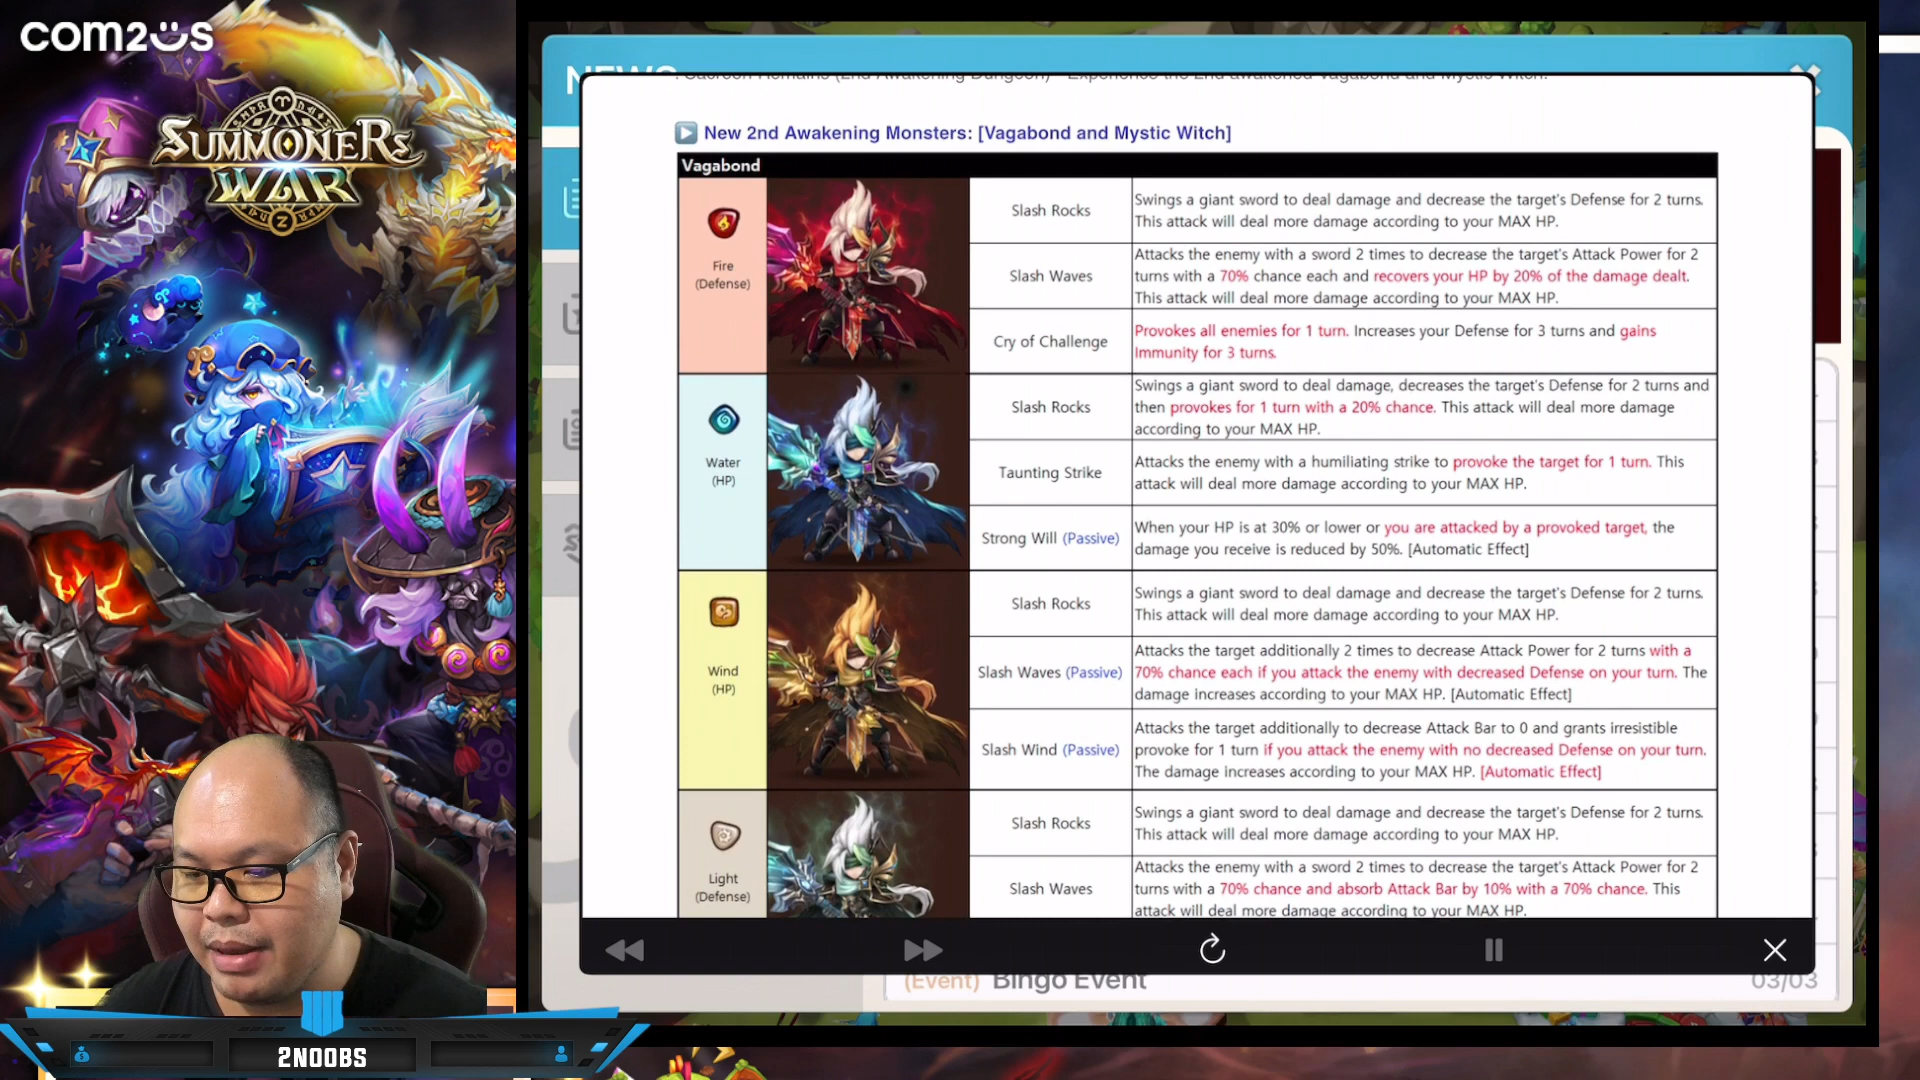 com2us
SUMMONERS
WAR
NEWS
: Sacreon Remains (2nd Awakening Dungeon) - Experience the 2nd awakened Vagabond and Mystic Witch.
New 2nd Awakening Monsters: [Vagabond and Mystic Witch]
Vagabond
Fire
(Defense)
Slash Rocks
Swings a giant sword to deal damage and decrease the target's Defense for 2 turns.
This attack will deal more damage according to your MAX HP.
Slash Waves
Attacks the enemy with a sword 2 times to decrease the target's Attack Power for 2
turns with a 70% chance each and recovers your HP by 20% of the damage dealt.
This attack will deal more damage according to your MAX HP.
Cry of Challenge
Provokes all enemies for 1 turn. Increases your Defense for 3 turns and gains
Immunity for 3 turns.
Water
(HP)
Slash Rocks
Swings a giant sword to deal damage, decreases the target's Defense for 2 turns and
then provokes for 1 turn with a 20% chance. This attack will deal more damage
according to your MAX HP.
Taunting Strike
Attacks the enemy with a humiliating strike to provoke the target for 1 turn. This
attack will deal more damage according to your MAX HP.
Strong Will (Passive)
When your HP is at 30% or lower or you are attacked by a provoked target, the
damage you receive is reduced by 50%. [Automatic Effect]
Wind
(HP)
Slash Rocks
Swings a giant sword to deal damage and decrease the target's Defense for 2 turns.
This attack will deal more damage according to your MAX HP.
Slash Waves (Passive)
Attacks the target additionally 2 times to decrease Attack Power for 2 turns with a
70% chance each if you attack the enemy with decreased Defense on your turn. The
damage increases according to your MAX HP. [Automatic Effect]
Slash Wind (Passive)
Attacks the target additionally to decrease Attack Bar to 0 and grants irresistible
provoke for 1 turn if you attack the enemy with no decreased Defense on your turn.
The damage increases according to your MAX HP. [Automatic Effect]
Light
(Defense)
Slash Rocks
Swings a giant sword to deal damage and decrease the target's Defense for 2 turns.
This attack will deal more damage according to your MAX HP.
Slash Waves
Attacks the enemy with a sword 2 times to decrease the target's Attack Power for 2
turns with a 70% chance and absorb Attack Bar by 10% with a 70% chance. This
attack will deal more damage according to your MAX HP.
(Event) Bingo Event 03/03
2NOOBS